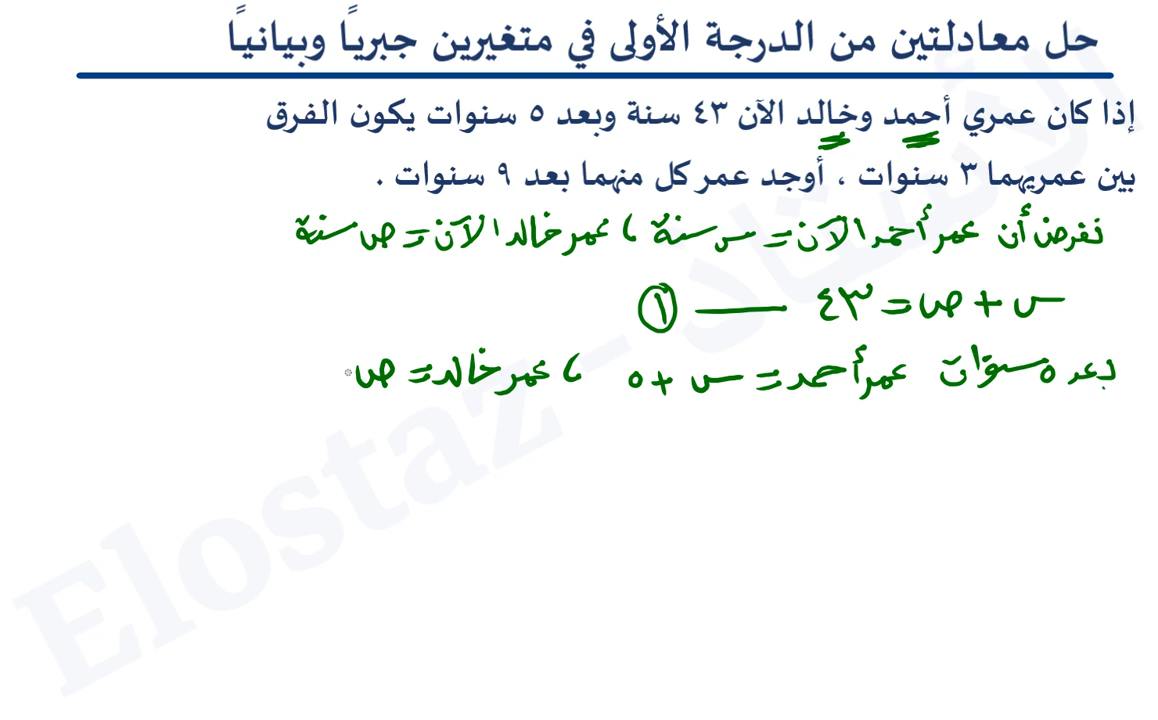 حل معادلتين من الدرجة الأولى في متغيرين جبرياً وبيانياً
إذا كان عمري أحمد وخالد الآن ٤٣ سنة وبعد ٥ سنوات يكون الفرق
بين عمريهما ٣ سنوات ، أوجد عمر كل منهما بعد ٩ سنوات .
نفرض أن عمر أحمد الآن = س سنة ، عمر خالد الآن = ص سنة
س + ص = ٤٣ —— ①
بعد ٥ سنوات عمر أحمد = س + ٥ ، عمر خالد = ص
الأستاذ - Elostaz